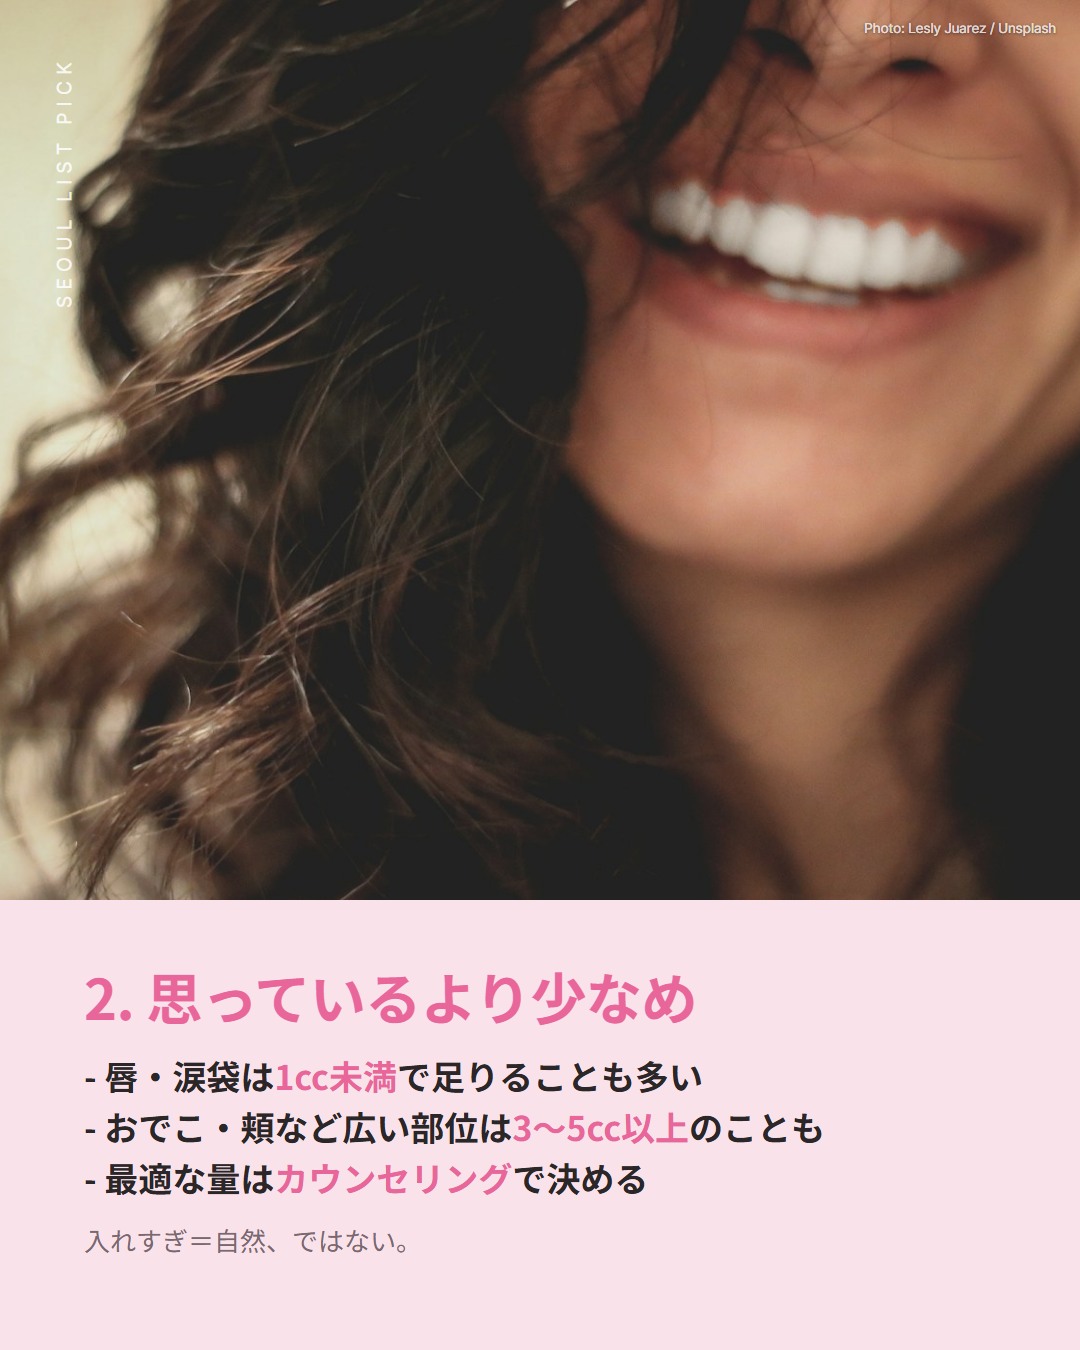 Photo: Lesly Juarez / Unsplash
SEOUL LIST PICK
2. 思っているより少なめ
- 唇・涙袋は1cc未満で足りることも多い
- おでこ・頬など広い部位は3〜5cc以上のことも
- 最適な量はカウンセリングで決める
入れすぎ＝自然、ではない。